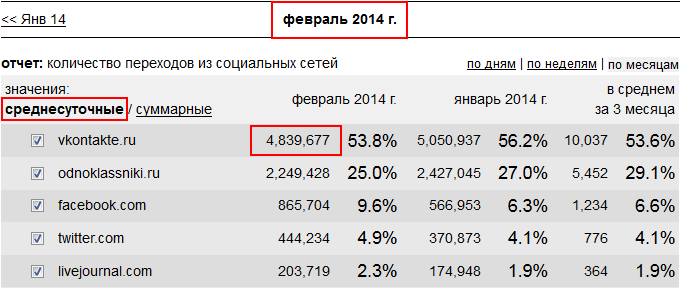 << Янв 14 февраль 2014 г.
отчет: количество переходов из социальных сетей по дням | по неделям | по месяцам
значения:
среднесуточные / суммарные февраль 2014 г. январь 2014 г. в среднем за 3 месяца
vkontakte.ru 4,839,677 53.8% 5,050,937 56.2% 10,037 53.6%
odnoklassniki.ru 2,249,428 25.0% 2,427,045 27.0% 5,452 29.1%
facebook.com 865,704 9.6% 566,953 6.3% 1,234 6.6%
twitter.com 444,234 4.9% 370,873 4.1% 776 4.1%
livejournal.com 203,719 2.3% 174,948 1.9% 364 1.9%